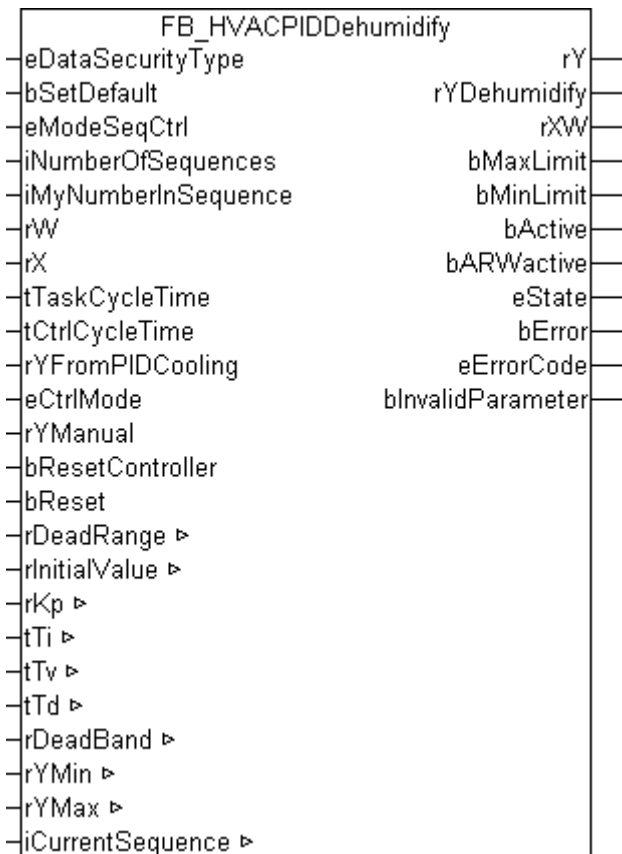 FB_HVACPIDDehumidify
eDataSecurityType rY
bSetDefault rYDehumidify
eModeSeqCtrl rXW
iNumberOfSequences bMaxLimit
iMyNumberInSequence bMinLimit
rW bActive
rX bARWactive
tTaskCycleTime eState
tCtrlCycleTime bError
rYFromPIDCooling eErrorCode
eCtrlMode bInvalidParameter
rYManual
bResetController
bReset
rDeadRange ▹
rInitialValue ▹
rKp ▹
tTi ▹
tTv ▹
tTd ▹
rDeadBand ▹
rYMin ▹
rYMax ▹
iCurrentSequence ▹